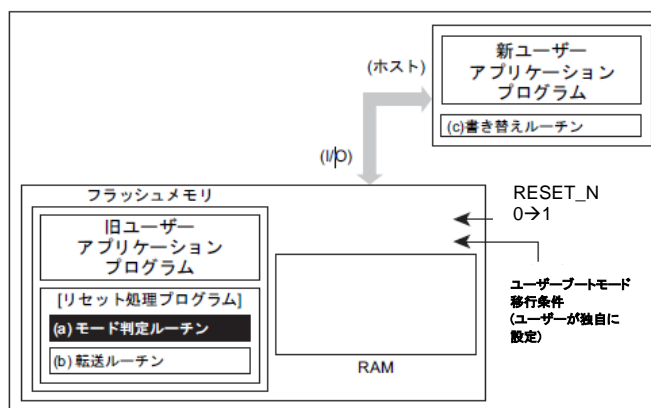 新ユーザー
アプリケーション
プログラム
(c)書き替えルーチン
(ホスト)
(I/O)
フラッシュメモリ
旧ユーザー
アプリケーション
プログラム
[リセット処理プログラム]
(a)モード判定ルーチン
(b)転送ルーチン
RAM
RESET_N
0→1
ユーザーブートモード
移行条件
(ユーザーが独自に
設定)